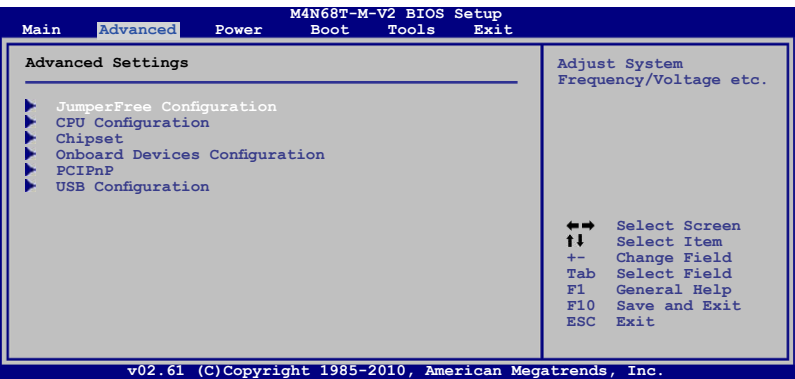 M4N68T-M-V2 BIOS Setup
Main Advanced Power Boot Tools Exit
Advanced Settings
JumperFree Configuration
CPU Configuration
Chipset
Onboard Devices Configuration
PCIPnP
USB Configuration
Adjust System
Frequency/Voltage etc.
←→ Select Screen
↑↓ Select Item
+- Change Field
Tab Select Field
F1 General Help
F10 Save and Exit
ESC Exit
v02.61 (C)Copyright 1985-2010, American Megatrends, Inc.